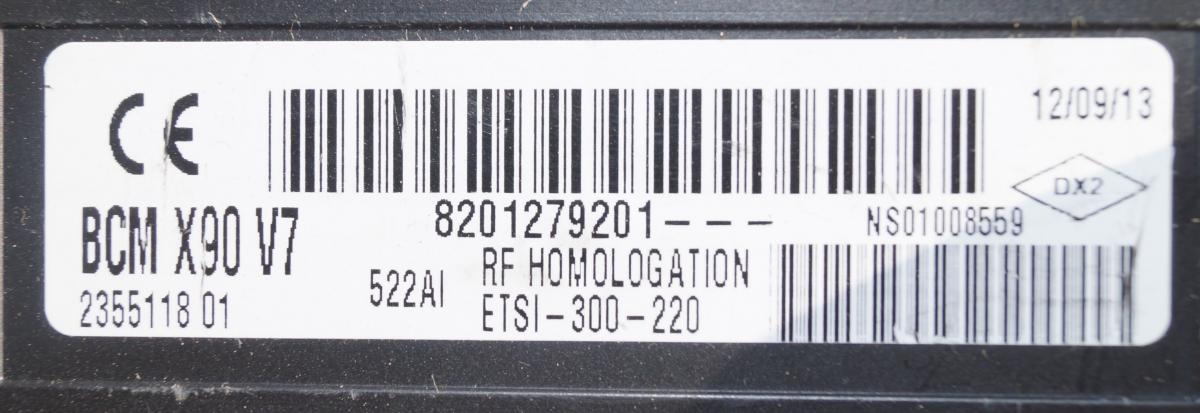 CE
12/09/13
DX2
BCM X90 V7
8201279201---
NS01008559
2355118 01
522AI
RF HOMOLOGATION
ETSI-300-220